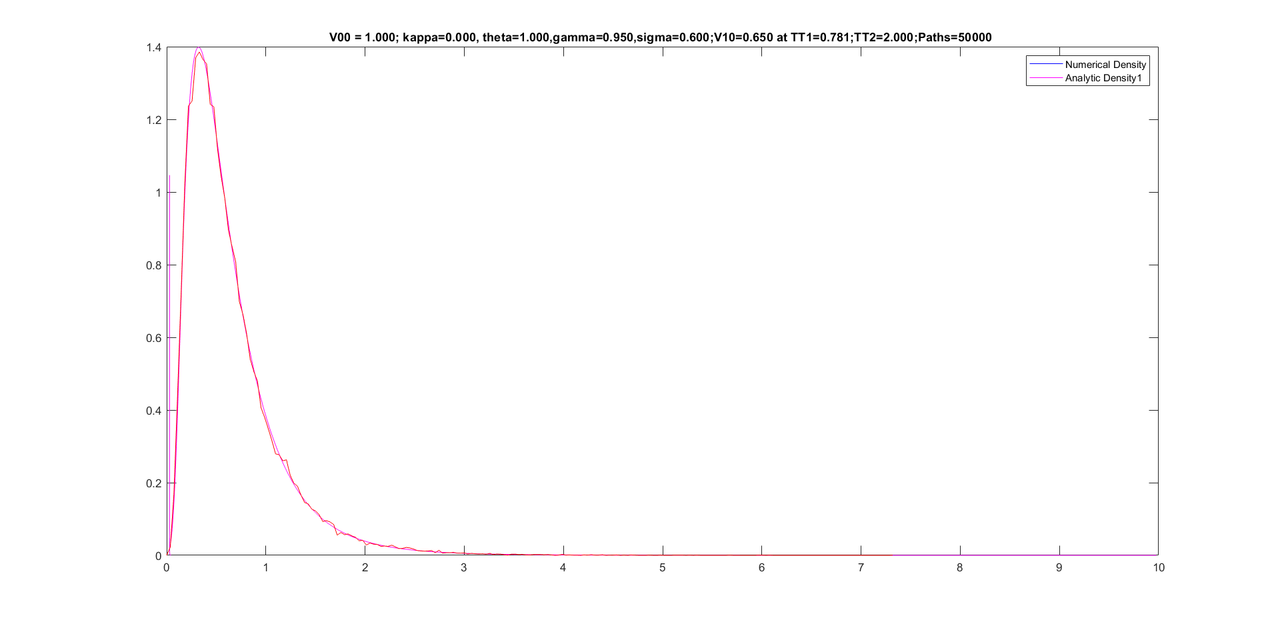 V00 = 1.000; kappa=0.000, theta=1.000,gamma=0.950,sigma=0.600;V10=0.650 at TT1=0.781;TT2=2.000;Paths=50000
Numerical Density
Analytic Density1
1.4
1.2
1
0.8
0.6
0.4
0.2
0
0 1 2 3 4 5 6 7 8 9 10